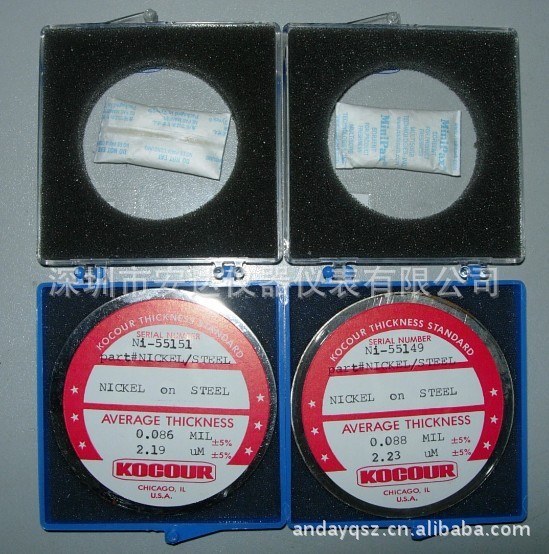 MiniPax
深圳市安达仪器仪表有限公司
KOCOUR THICKNESS STANDARD
SERIAL NUMBER
Ni-55151
part#NICKEL/STEEL
NICKEL on STEEL
AVERAGE THICKNESS
0.086 MIL ±5%
2.19 uM ±5%
KOCOUR
CHICAGO, IL
U.S.A.
KOCOUR THICKNESS STANDARD
SERIAL NUMBER
Ni-55149
part#NICKEL/STEEL
NICKEL on STEEL
AVERAGE THICKNESS
0.088 MIL ±5%
2.23 uM ±5%
KOCOUR
CHICAGO, IL
U.S.A.
andayqsz.cn.alibaba.com